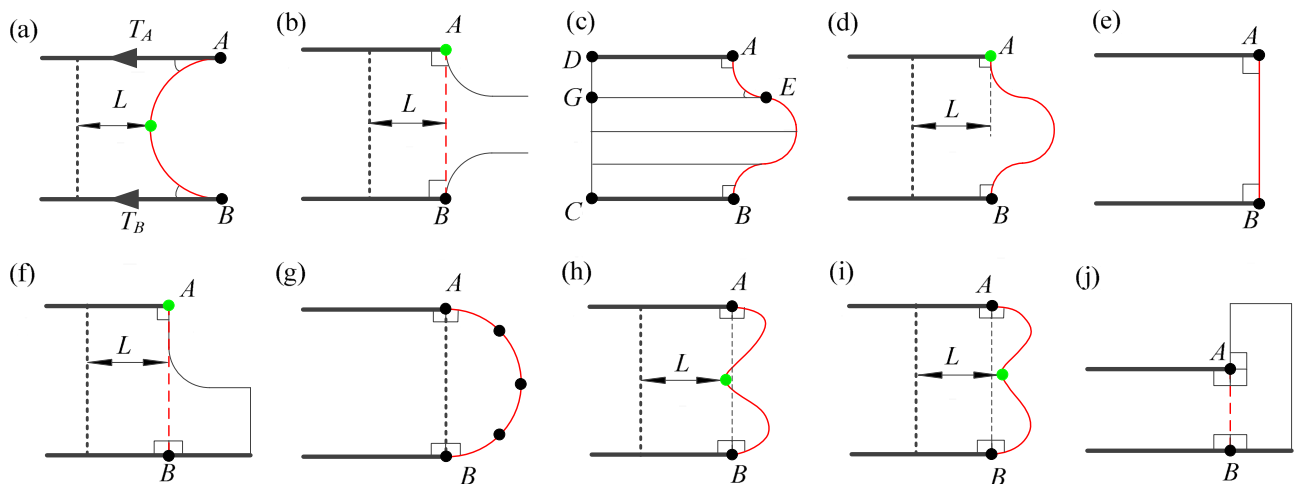 (a) T_A A L T_B B
(b) A L B
(c) D A G E C B
(d) A L B
(e) A B
(f) A L B
(g) A B
(h) A L B
(i) A L B
(j) A B